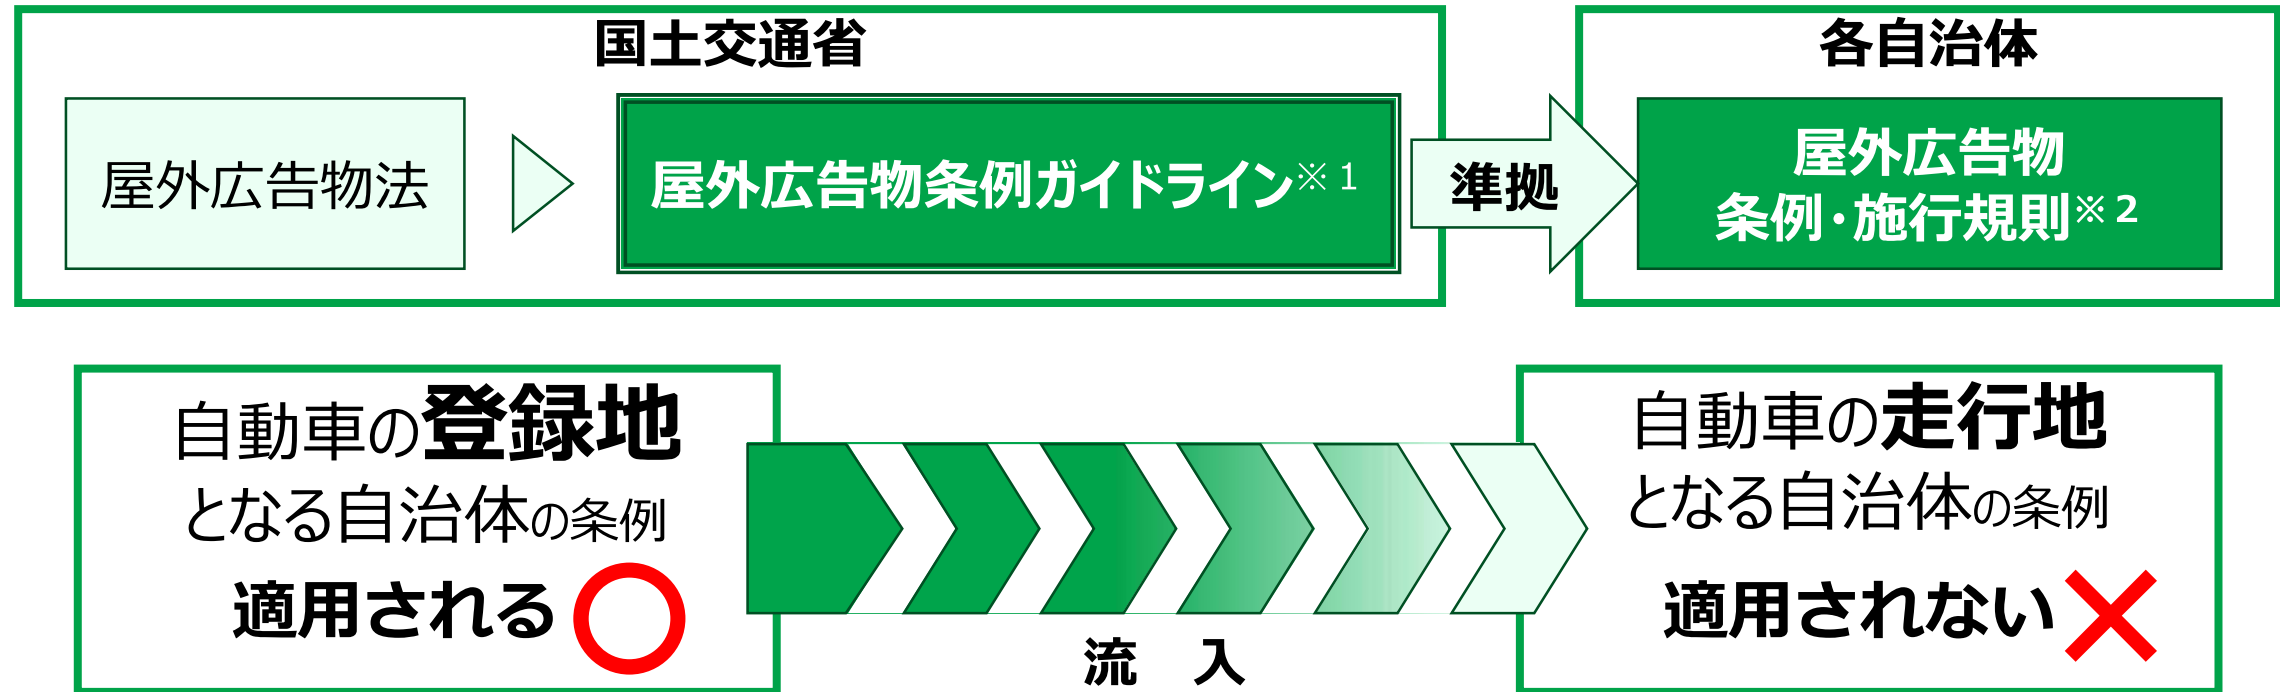 国土交通省
屋外広告物法
屋外広告物条例ガイドライン※1
準拠
各自治体
屋外広告物
条例・施行規則※2
自動車の登録地
となる自治体の条例
適用される
流 入
自動車の走行地
となる自治体の条例
適用されない